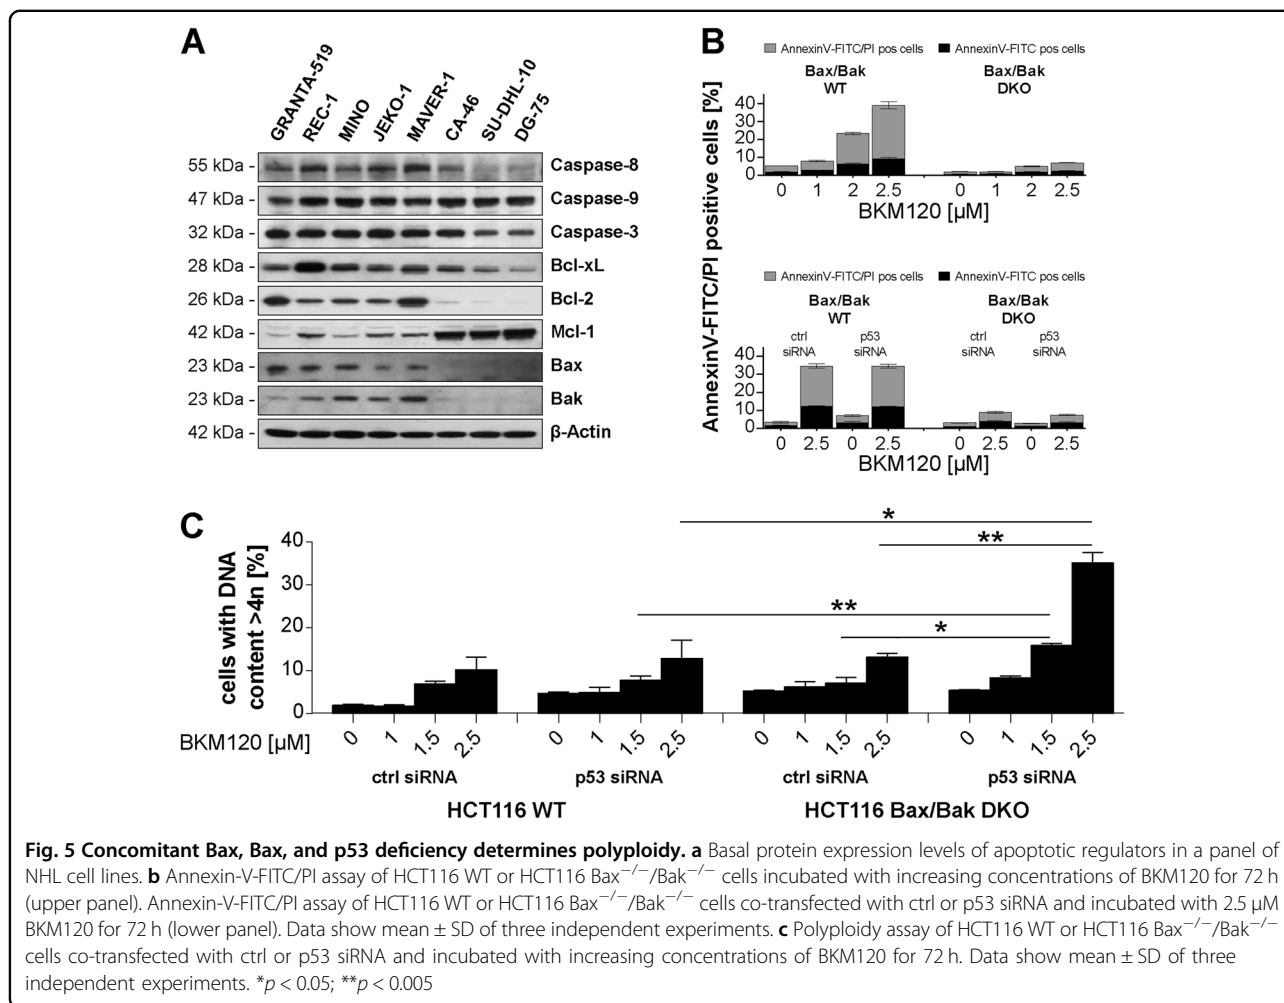 A
GRANTA-519
REC-1
MINO
JEKO-1
MAVER-1
CA-46
SU-DHL-10
DG-75
55 kDa - Caspase-8
47 kDa - Caspase-9
32 kDa - Caspase-3
28 kDa - Bcl-xL
26 kDa - Bcl-2
42 kDa - Mcl-1
23 kDa - Bax
23 kDa - Bak
42 kDa - β-Actin
B
AnnexinV-FITC/PI pos cells AnnexinV-FITC pos cells
Bax/Bak Bax/Bak
WT DKO
AnnexinV-FITC/PI positive cells [%]
40
30
20
10
0
0 1 2 2.5 0 1 2 2.5
BKM120 [µM]
AnnexinV-FITC/PI pos cells AnnexinV-FITC pos cells
Bax/Bak Bax/Bak
WT DKO
ctrl p53 ctrl p53
siRNA siRNA siRNA siRNA
40
30
20
10
0
0 2.5 0 2.5 0 2.5 0 2.5
BKM120 [µM]
C
cells with DNA
content >4n [%]
40
30
20
10
0
*
**
**
*
BKM120 [µM] 0 1 1.5 2.5 0 1 1.5 2.5 0 1 1.5 2.5 0 1 1.5 2.5
ctrl siRNA p53 siRNA ctrl siRNA p53 siRNA
HCT116 WT HCT116 Bax/Bak DKO
Fig. 5 Concomitant Bax, Bax, and p53 deficiency determines polyploidy. a Basal protein expression levels of apoptotic regulators in a panel of
NHL cell lines. b Annexin-V-FITC/PI assay of HCT116 WT or HCT116 Bax−/−/Bak−/− cells incubated with increasing concentrations of BKM120 for 72 h
(upper panel). Annexin-V-FITC/PI assay of HCT116 WT or HCT116 Bax−/−/Bak−/− cells co-transfected with ctrl or p53 siRNA and incubated with 2.5 µM
BKM120 for 72 h (lower panel). Data show mean ± SD of three independent experiments. c Polyploidy assay of HCT116 WT or HCT116 Bax−/−/Bak−/−
cells co-transfected with ctrl or p53 siRNA and incubated with increasing concentrations of BKM120 for 72 h. Data show mean ± SD of three
independent experiments. *p < 0.05; **p < 0.005